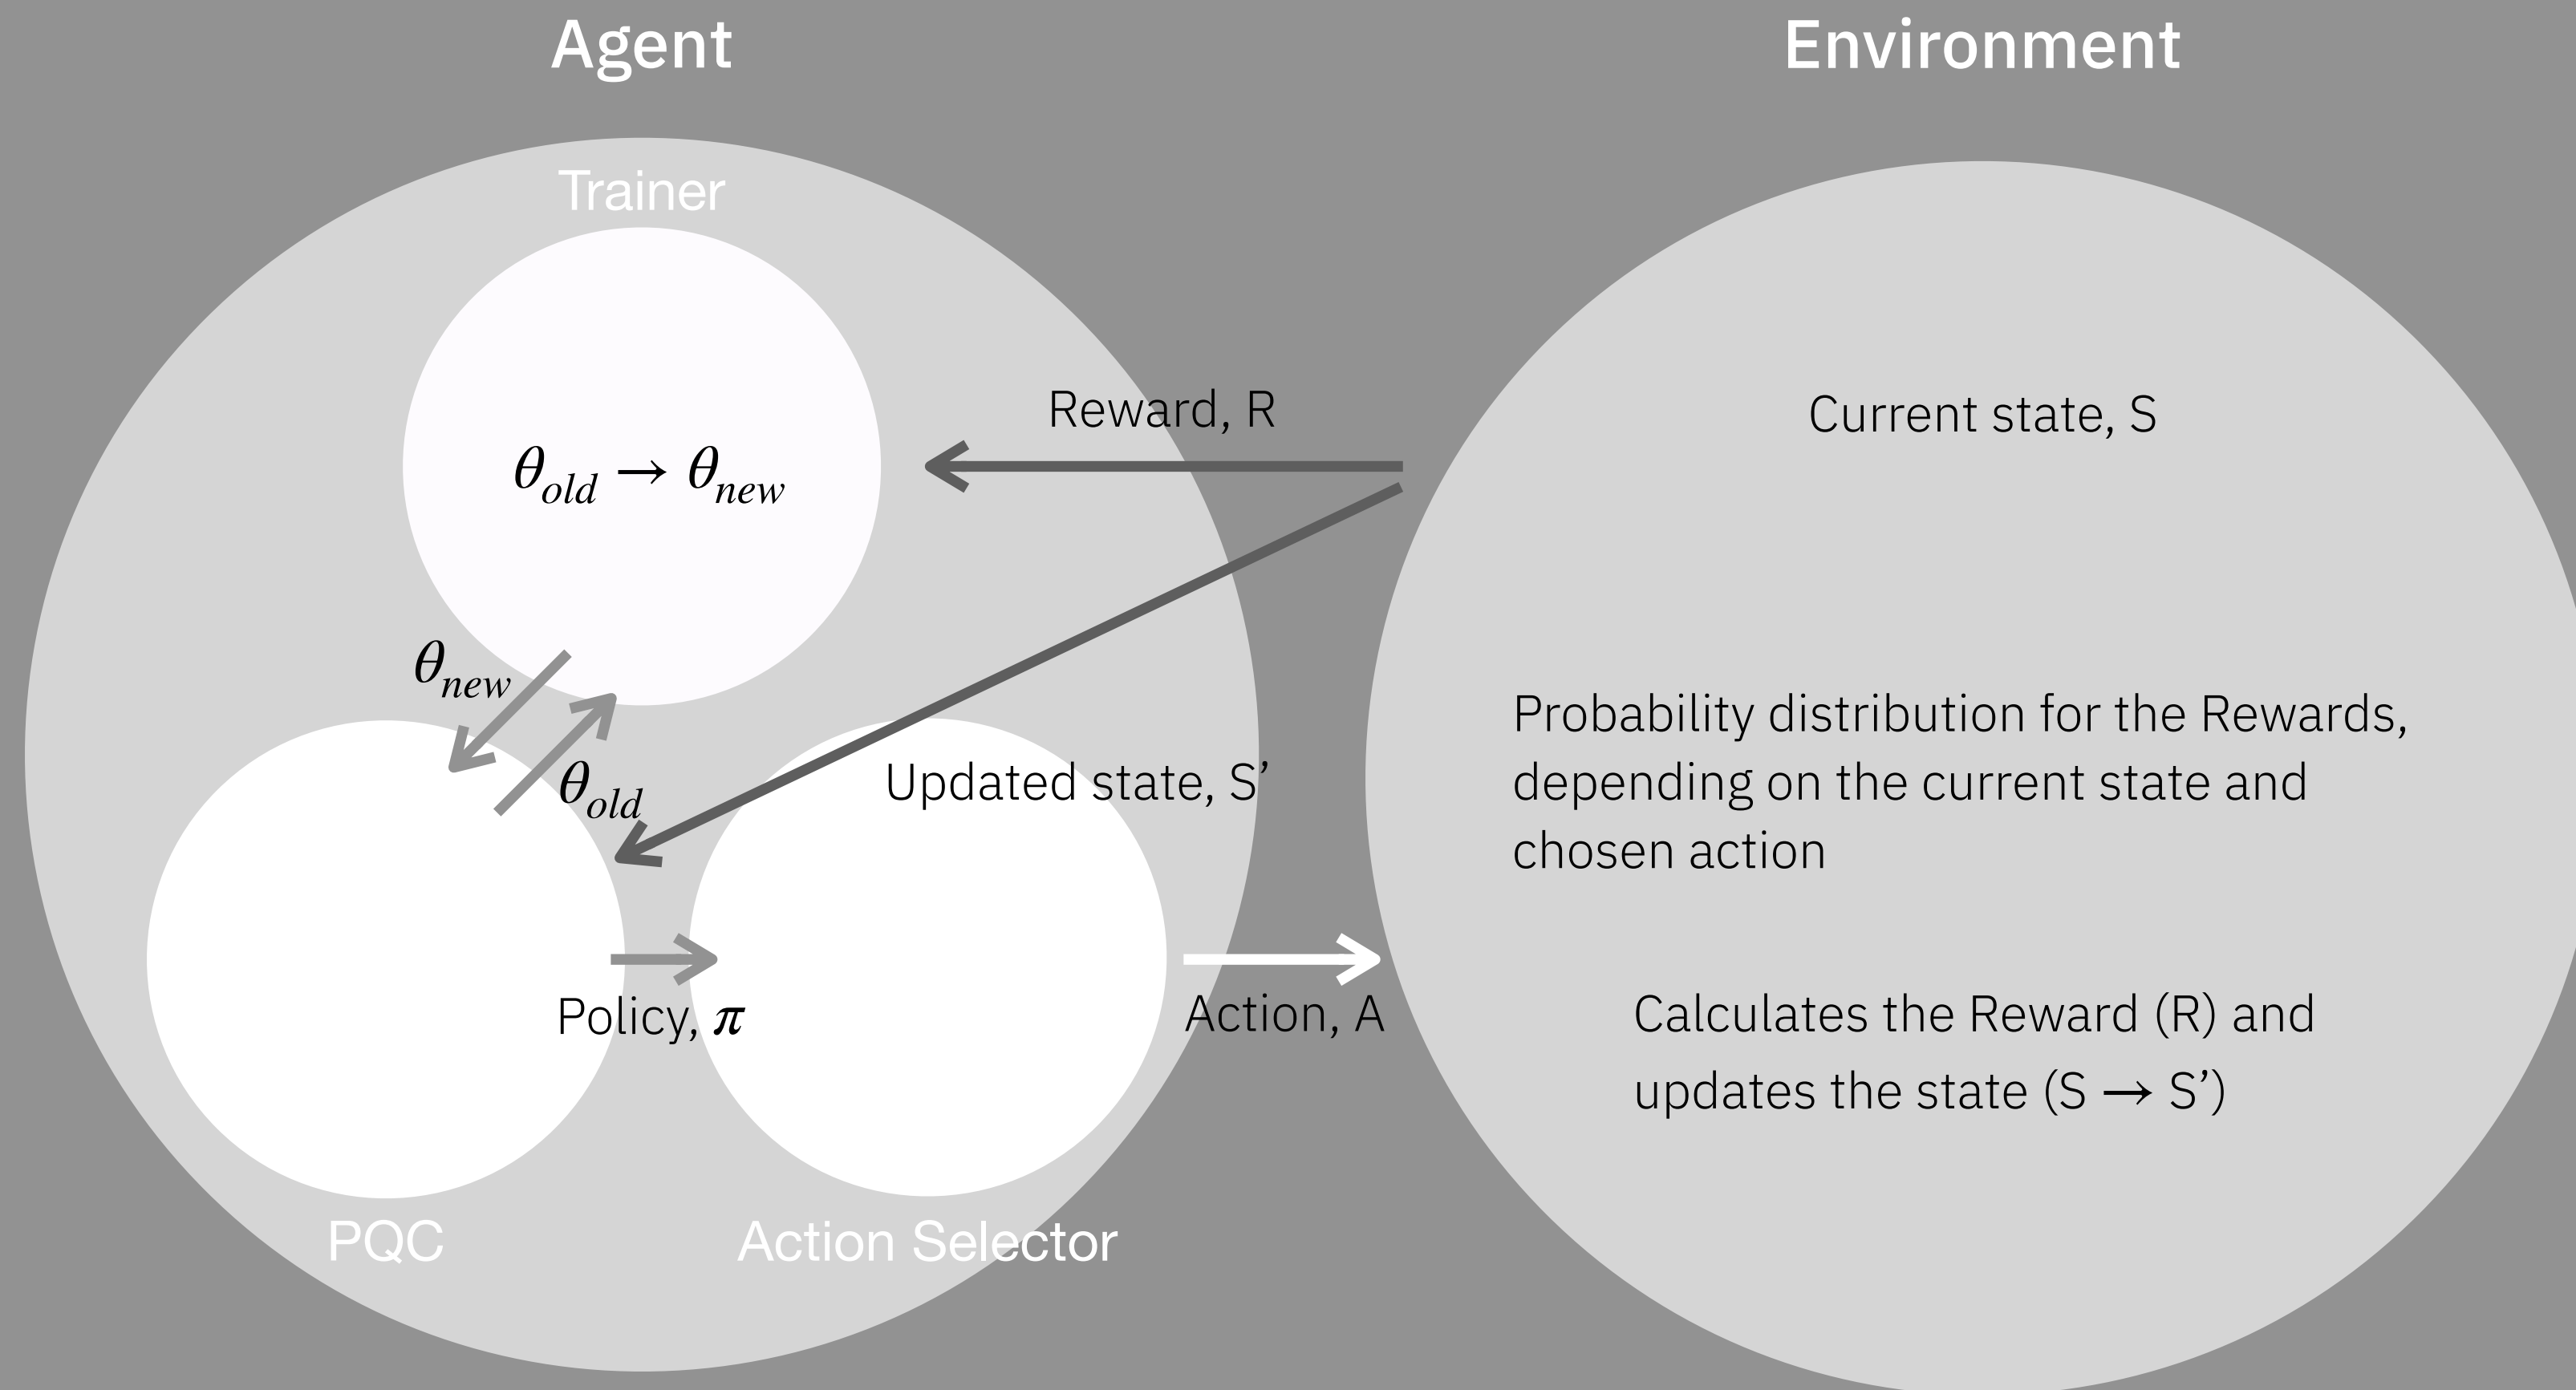 Agent
Environment
Trainer
θold → θnew
Reward, R
Current state, S
θnew
θold
Updated state, S’
Probability distribution for the Rewards,
depending on the current state and
chosen action
Policy, π
Action, A
Calculates the Reward (R) and
updates the state (S → S’)
PQC
Action Selector